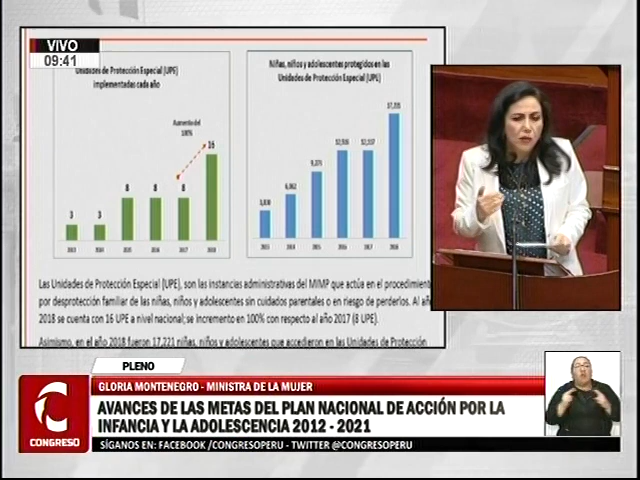 VIVO
09:41
Unidades de Protección Especial (UPE)
implementadas cada año
Aumento del
100%
3
3
8
8
8
16
2013
2014
2015
2016
2017
2018
Niñas, niños y adolescentes protegidos en las
Unidades de Protección Especial (UPE)
2013
2014
2015
2016
2017
2018
Las Unidades de Protección Especial (UPE), son las instancias administrativas del MIMP que actúa en el procedimient
por desprotección familiar de las niñas, niños y adolescentes sin cuidados parentales o en riesgo de perderlos. Al añ
2018 se cuenta con 16 UPE a nivel nacional; se incremento en 100% con respecto al año 2017 (8 UPE).
Asimismo, en el año 2018 fueron 17,221 niñas, niños y adolescentes que accedieron en las Unidades de Protección
PLENO
GLORIA MONTENEGRO - MINISTRA DE LA MUJER
AVANCES DE LAS METAS DEL PLAN NACIONAL DE ACCIÓN POR LA
INFANCIA Y LA ADOLESCENCIA 2012 - 2021
CONGRESO
SÍGANOS EN: FACEBOOK /CONGRESOPERU - TWITTER @CONGRESOPERU